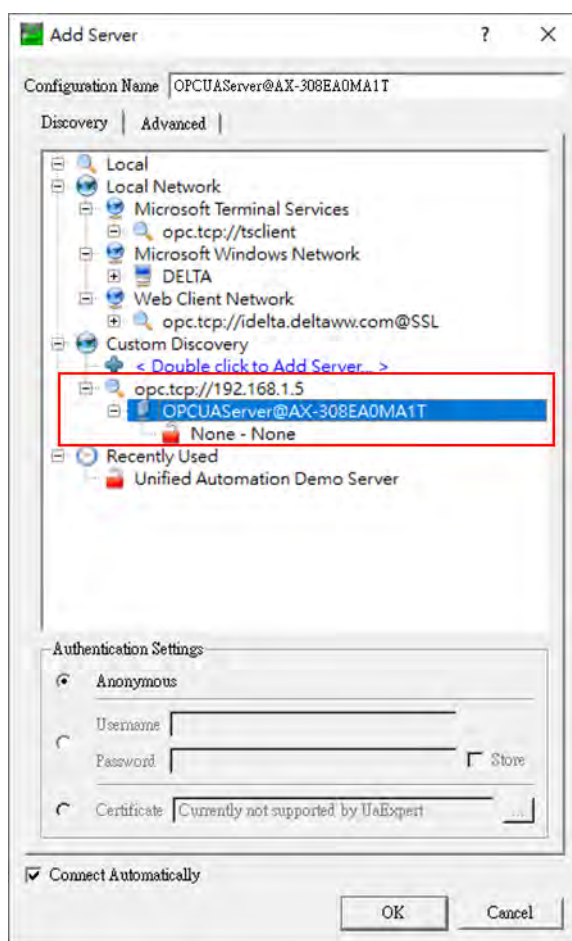 Add Server
Configuration Name OPCUAServer@AX-308EA0MA1T
Discovery Advanced
Local
Local Network
Microsoft Terminal Services
opc.tcp://tsclient
Microsoft Windows Network
DELTA
Web Client Network
opc.tcp://idelta.deltaww.com@SSL
Custom Discovery
< Double click to Add Server... >
opc.tcp://192.168.1.5
OPCUAServer@AX-308EA0MA1T
None - None
Recently Used
Unified Automation Demo Server
Authentication Settings
Anonymous
Username
Password Store
Certificate Currently not supported by UaExpert ...
Connect Automatically
OK Cancel